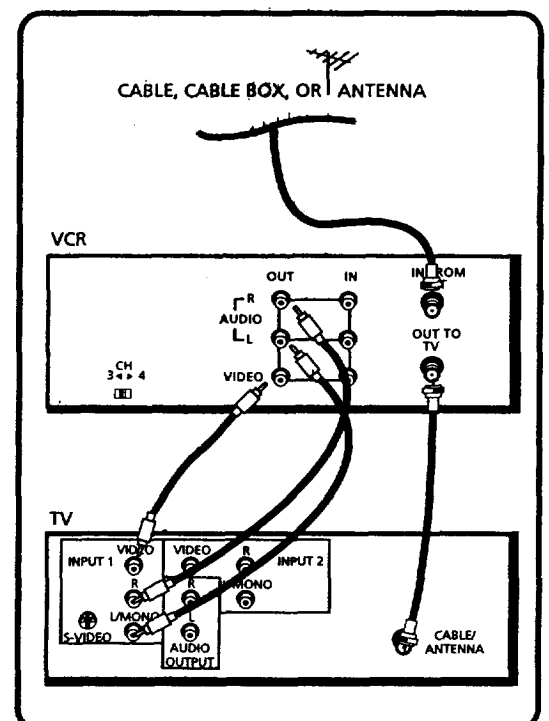 CABLE, CABLE BOX, OR ANTENNA
VCR
OUT IN
IN FROM
R
AUDIO
L
OUT TO
TV
CH
3 ◂ ▸ 4
VIDEO
TV
INPUT 1
VIDEO
VIDEO
R
INPUT 2
R
R
L/MONO
L/MONO
S-VIDEO
L
AUDIO
OUTPUT
CABLE/
ANTENNA